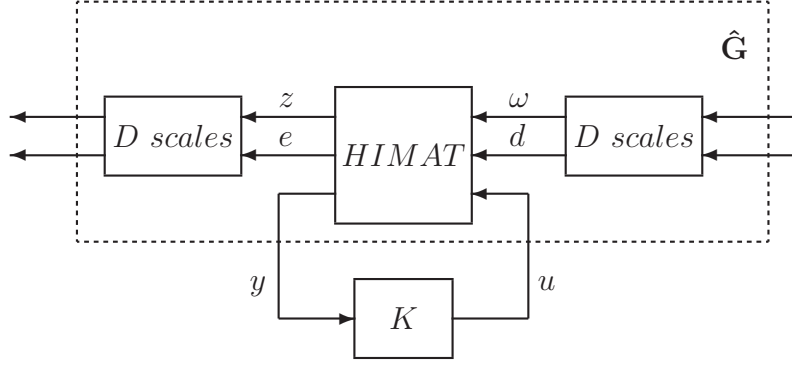 Ĝ
z ω
D scales e HIMAT d D scales
y u
K